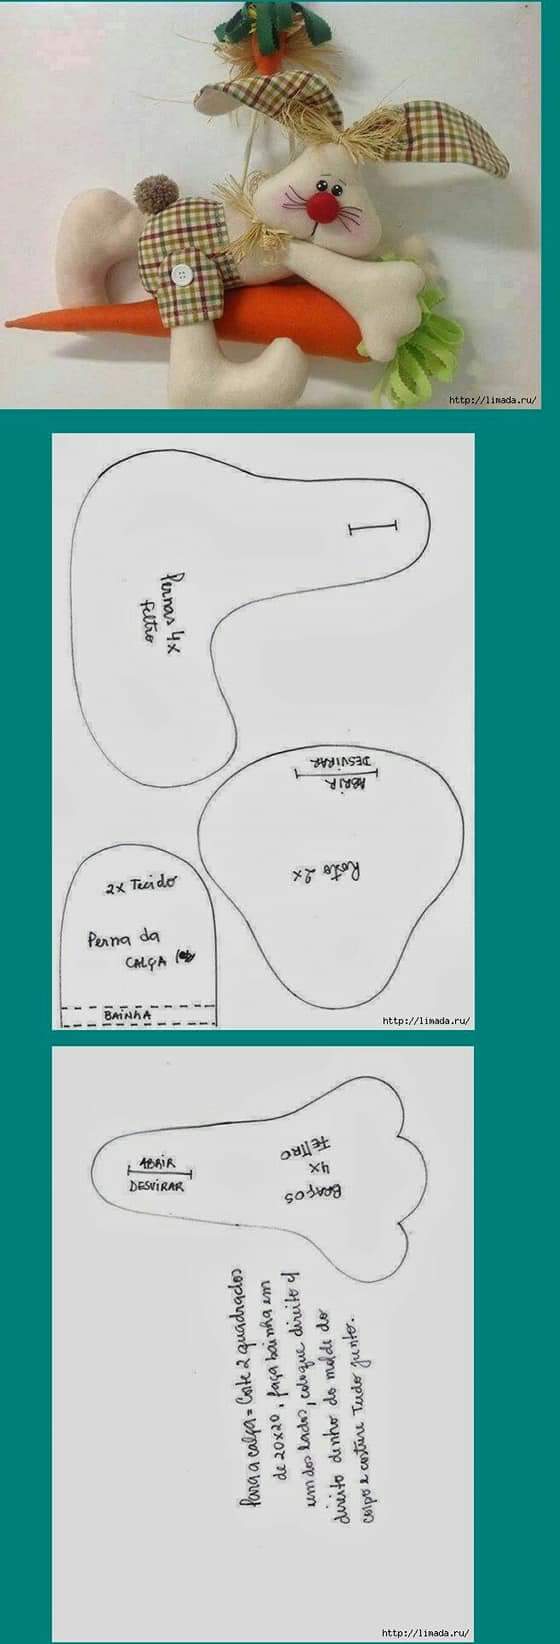 http://limada.ru/
Pernas 4x
Feltro
DESVIRAR
ABRIR
Rosto 2x
2x Tecido
Perna da
CALÇA
BAINHA
http://limada.ru/
ABRIR
DESVIRAR
BRAÇOS
4x
FELTRO
Para a calça = Corte 2 quadrados
de 20x20, faça bainha em
um dos lados, coloque direito c/
direito dentro do molde do
corpo e costure Tudo junto.
http://limada.ru/